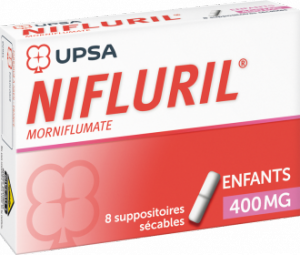 UPSA
NIFLURIL®
MORNIFLUMATE
ENFANTS
8 suppositoires
sécables
400 MG